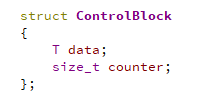 struct ControlBlock
{
    T data;
    size_t counter;
};